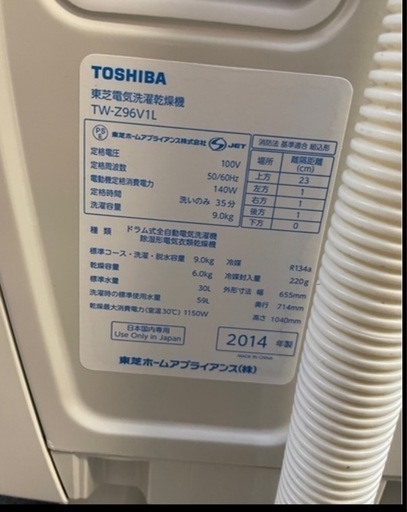 TOSHIBA
東芝電気洗濯乾燥機
TW-Z96V1L
PS E 東芝ホームアプライアンス株式会社 JET
定格電圧 100V
定格周波数 50/60Hz
電動機定格消費電力 140W
定格時間 洗いのみ 35分
洗濯容量 9.0kg
消防法 基準適合 組込形
場所 離隔距離(cm)
上方 23
左方 1
右方 1
後方 1
下方 0
種類 ドラム式全自動電気洗濯機
除湿形電気衣類乾燥機
標準コース・洗濯・脱水容量 9.0kg 冷媒 R134a
乾燥容量 6.0kg 冷媒封入量 220g
標準水量 30L 外形寸法 幅 655mm
洗濯時の標準使用水量 59L 奥行 714mm
乾燥最大消費電力(室温30℃) 1150W 高さ 1040mm
日本国内専用
Use Only in Japan
2014 年製
MADE IN CHINA
東芝ホームアプライアンス(株)